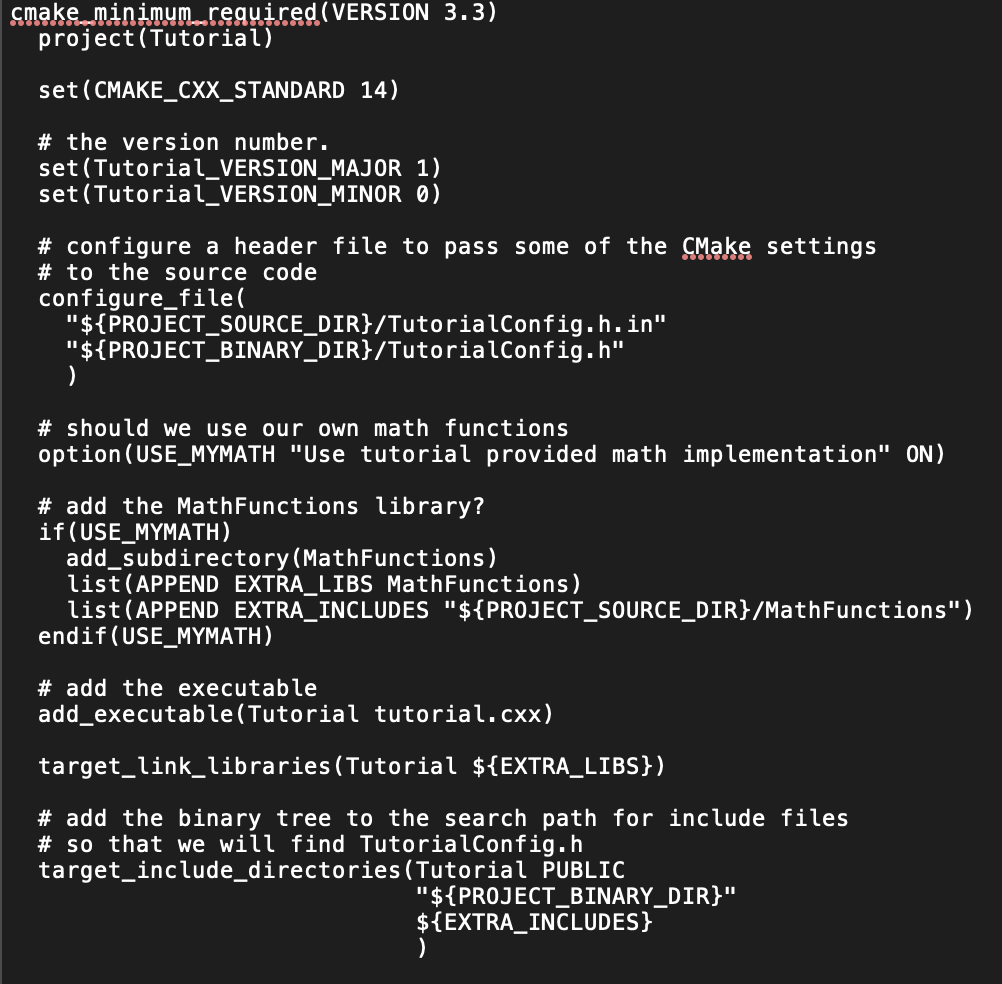 cmake_minimum_required(VERSION 3.3)
  project(Tutorial)

  set(CMAKE_CXX_STANDARD 14)

  # the version number.
  set(Tutorial_VERSION_MAJOR 1)
  set(Tutorial_VERSION_MINOR 0)

  # configure a header file to pass some of the CMake settings
  # to the source code
  configure_file(
    "${PROJECT_SOURCE_DIR}/TutorialConfig.h.in"
    "${PROJECT_BINARY_DIR}/TutorialConfig.h"
    )

  # should we use our own math functions
  option(USE_MYMATH "Use tutorial provided math implementation" ON)

  # add the MathFunctions library?
  if(USE_MYMATH)
    add_subdirectory(MathFunctions)
    list(APPEND EXTRA_LIBS MathFunctions)
    list(APPEND EXTRA_INCLUDES "${PROJECT_SOURCE_DIR}/MathFunctions")
  endif(USE_MYMATH)

  # add the executable
  add_executable(Tutorial tutorial.cxx)

  target_link_libraries(Tutorial ${EXTRA_LIBS})

  # add the binary tree to the search path for include files
  # so that we will find TutorialConfig.h
  target_include_directories(Tutorial PUBLIC
                             "${PROJECT_BINARY_DIR}"
                             ${EXTRA_INCLUDES}
                             )